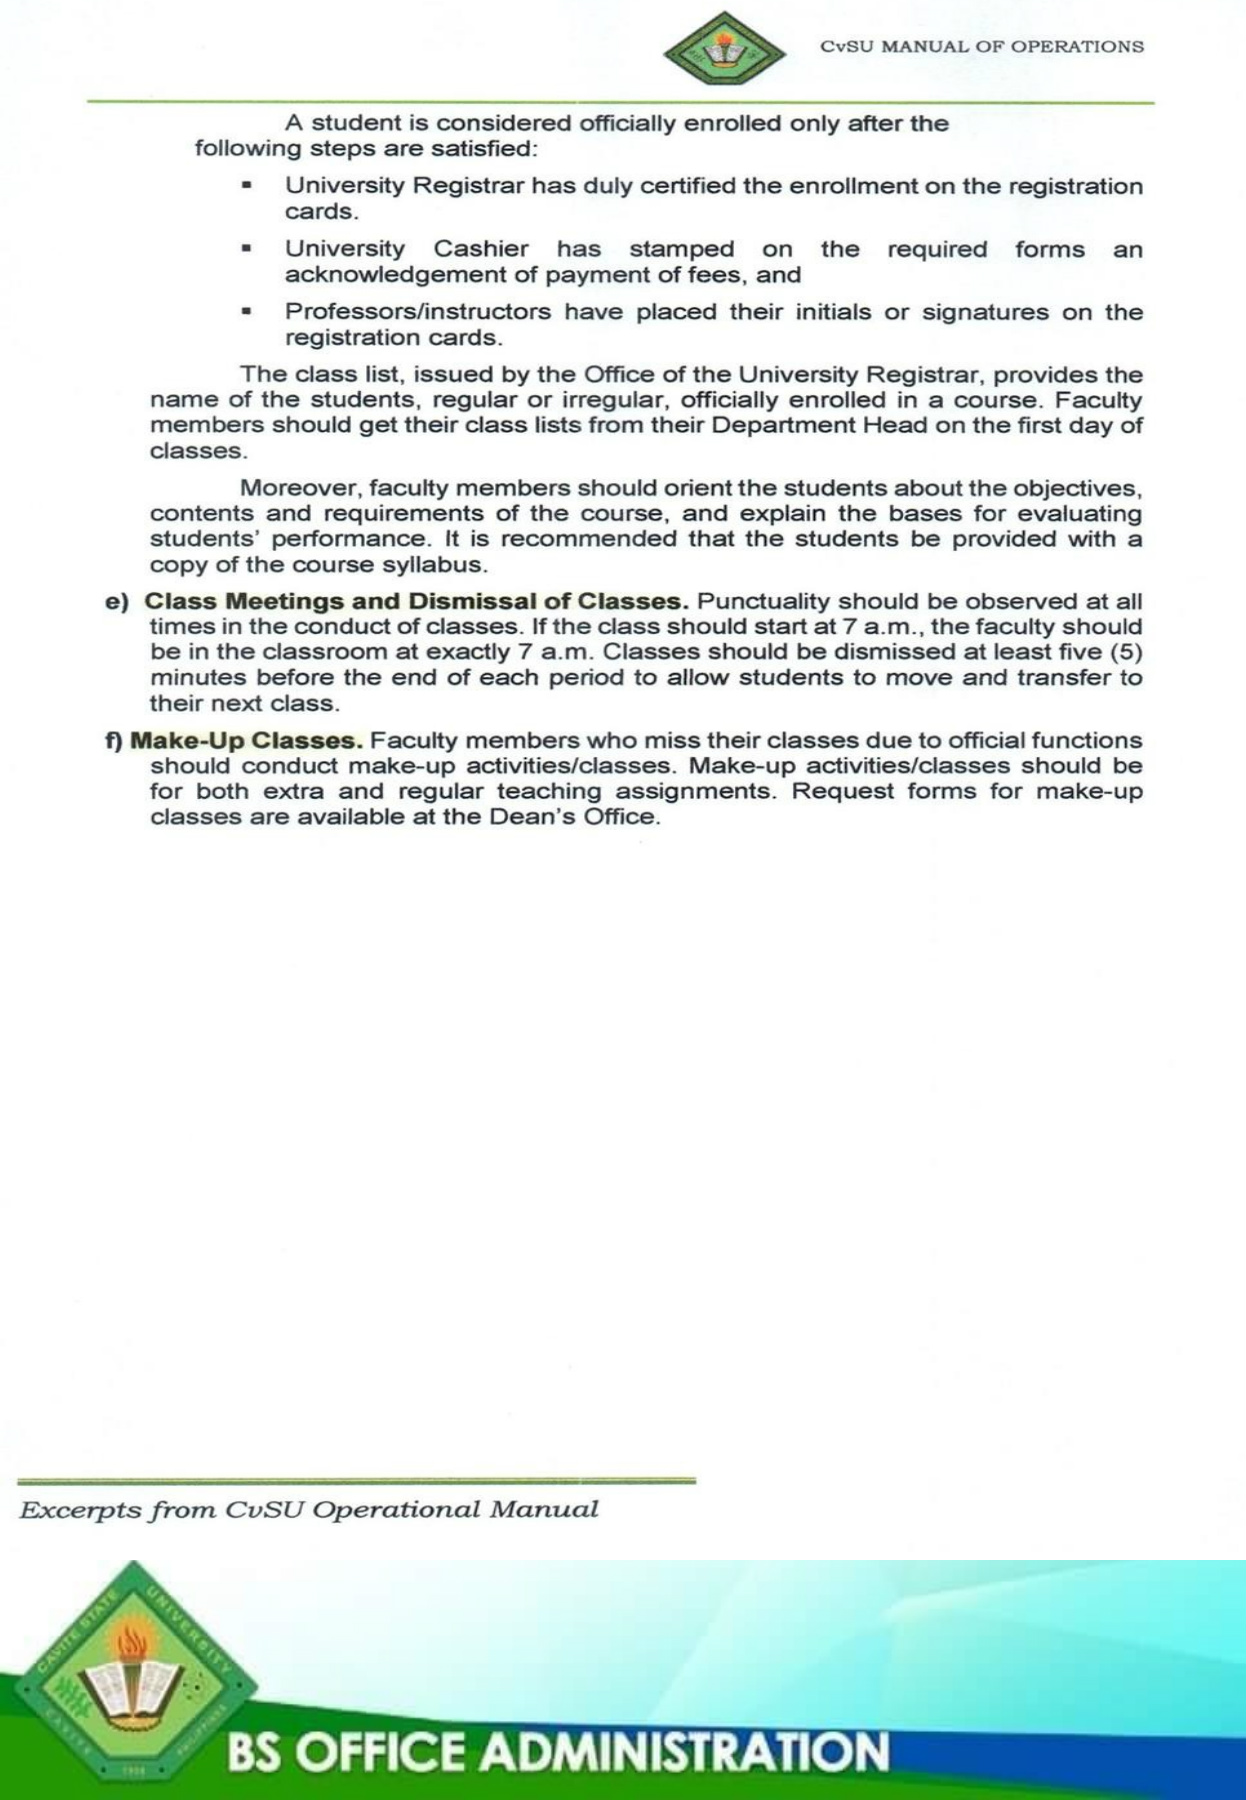 CvSU MANUAL OF OPERATIONS
A student is considered officially enrolled only after the
following steps are satisfied:
▪ University Registrar has duly certified the enrollment on the registration
cards.
▪ University Cashier has stamped on the required forms an
acknowledgement of payment of fees, and
▪ Professors/instructors have placed their initials or signatures on the
registration cards.
The class list, issued by the Office of the University Registrar, provides the
name of the students, regular or irregular, officially enrolled in a course. Faculty
members should get their class lists from their Department Head on the first day of
classes.
Moreover, faculty members should orient the students about the objectives,
contents and requirements of the course, and explain the bases for evaluating
students' performance. It is recommended that the students be provided with a
copy of the course syllabus.
e) Class Meetings and Dismissal of Classes. Punctuality should be observed at all
times in the conduct of classes. If the class should start at 7 a.m., the faculty should
be in the classroom at exactly 7 a.m. Classes should be dismissed at least five (5)
minutes before the end of each period to allow students to move and transfer to
their next class.
f) Make-Up Classes. Faculty members who miss their classes due to official functions
should conduct make-up activities/classes. Make-up activities/classes should be
for both extra and regular teaching assignments. Request forms for make-up
classes are available at the Dean's Office.
Excerpts from CvSU Operational Manual
CAVITE STATE UNIVERSITY
CAVITE PHILIPPINES
1906
BS OFFICE ADMINISTRATION